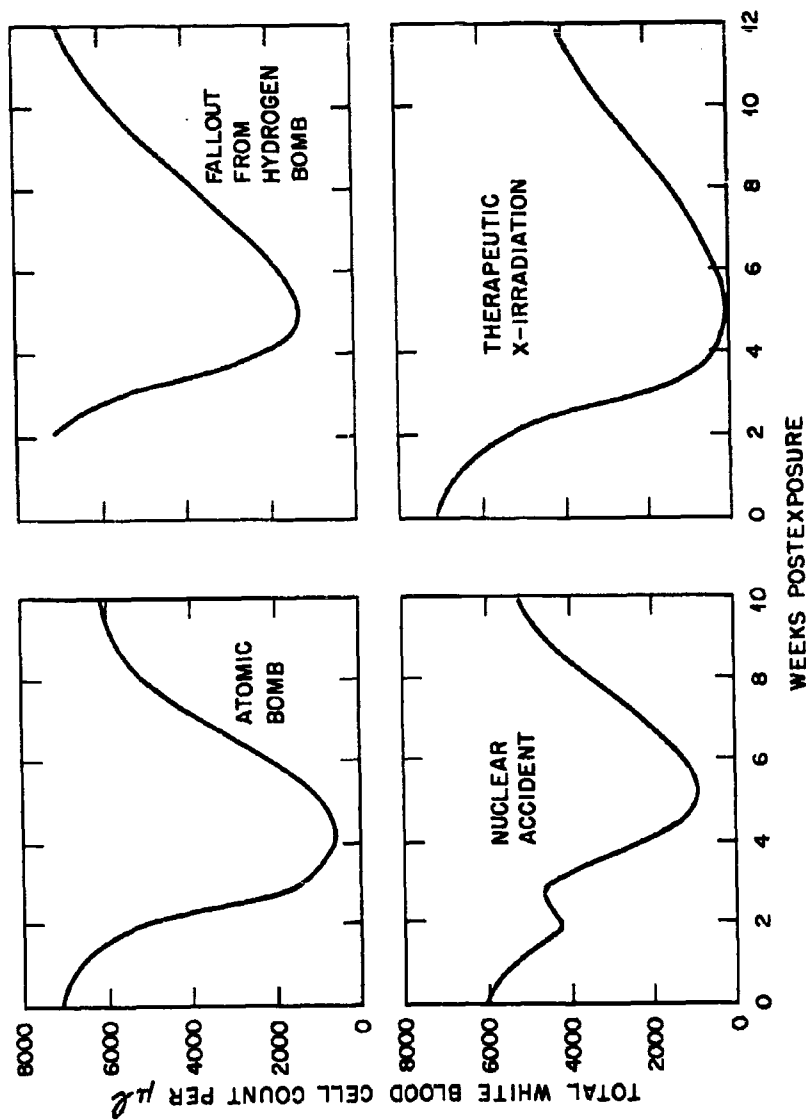 TOTAL WHITE BLOOD CELL COUNT PER μl
8000
6000
4000
2000
0
ATOMIC
BOMB
FALLOUT
FROM
HYDROGEN
BOMB
8000
6000
4000
2000
0
0
2
4
6
8
10
NUCLEAR
ACCIDENT
0
2
4
6
8
10
12
THERAPEUTIC
X-IRRADIATION
WEEKS POSTEXPOSURE